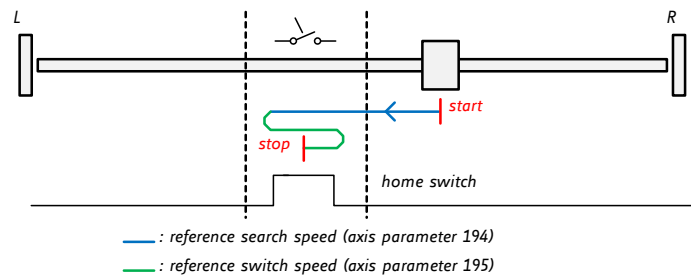 L
R
start
stop
home switch
: reference search speed (axis parameter 194)
: reference switch speed (axis parameter 195)